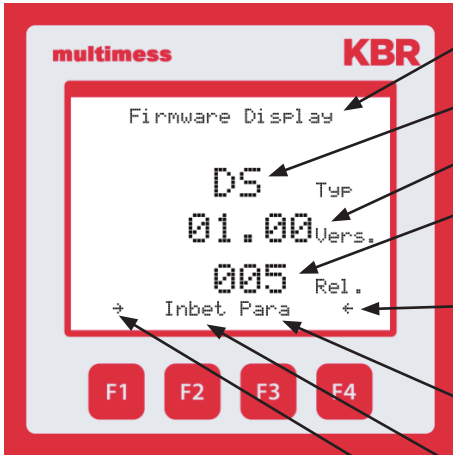 multimess KBR
Firmware Display
DS Typ
01.00 Vers.
005 Rel.
→ Inbet Para ←
F1 F2 F3 F4